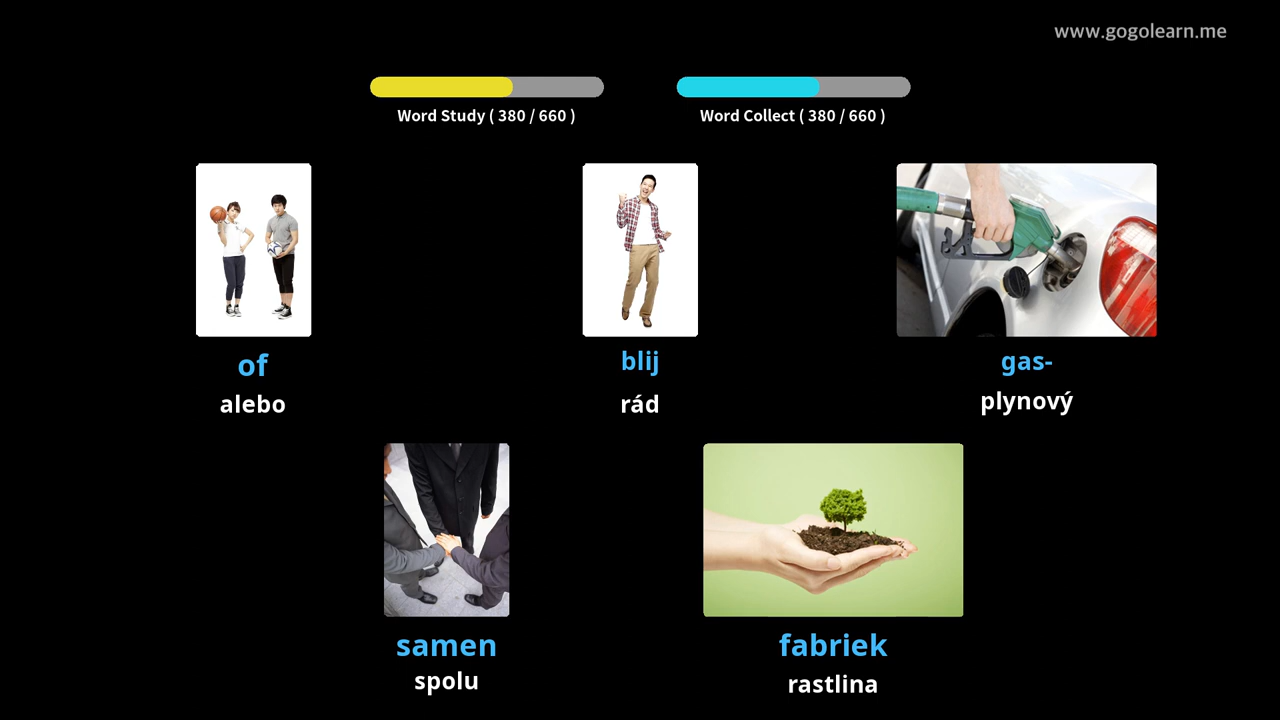 www.gogolearn.me
Word Study ( 380 / 660 )
Word Collect ( 380 / 660 )
of
alebo
blij
rád
gas-
plynový
samen
spolu
fabriek
rastlina